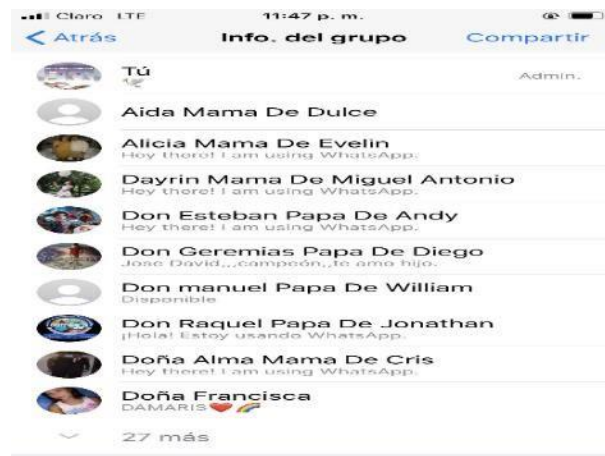 Claro LTE 11:47 p. m.
Atrás Info. del grupo Compartir
Tú Admin.
Aida Mama De Dulce
Alicia Mama De Evelin
Hey there! I am using WhatsApp.
Dayrin Mama De Miguel Antonio
Hey there! I am using WhatsApp.
Don Esteban Papa De Andy
Hey there! I am using WhatsApp.
Don Geremias Papa De Diego
Jose David,,,campeón,,te amo hijo.
Don manuel Papa De William
Disponible
Don Raquel Papa De Jonathan
¡Hola! Estoy usando WhatsApp.
Doña Alma Mama De Cris
Hey there! I am using WhatsApp.
Doña Francisca
DAMARIS❤️🌈
27 más